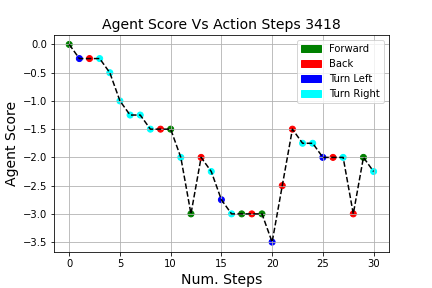 Agent Score Vs Action Steps 3418
Forward
Back
Turn Left
Turn Right
0.0
−0.5
−1.0
−1.5
−2.0
−2.5
−3.0
−3.5
Agent Score
0 5 10 15 20 25 30
Num. Steps